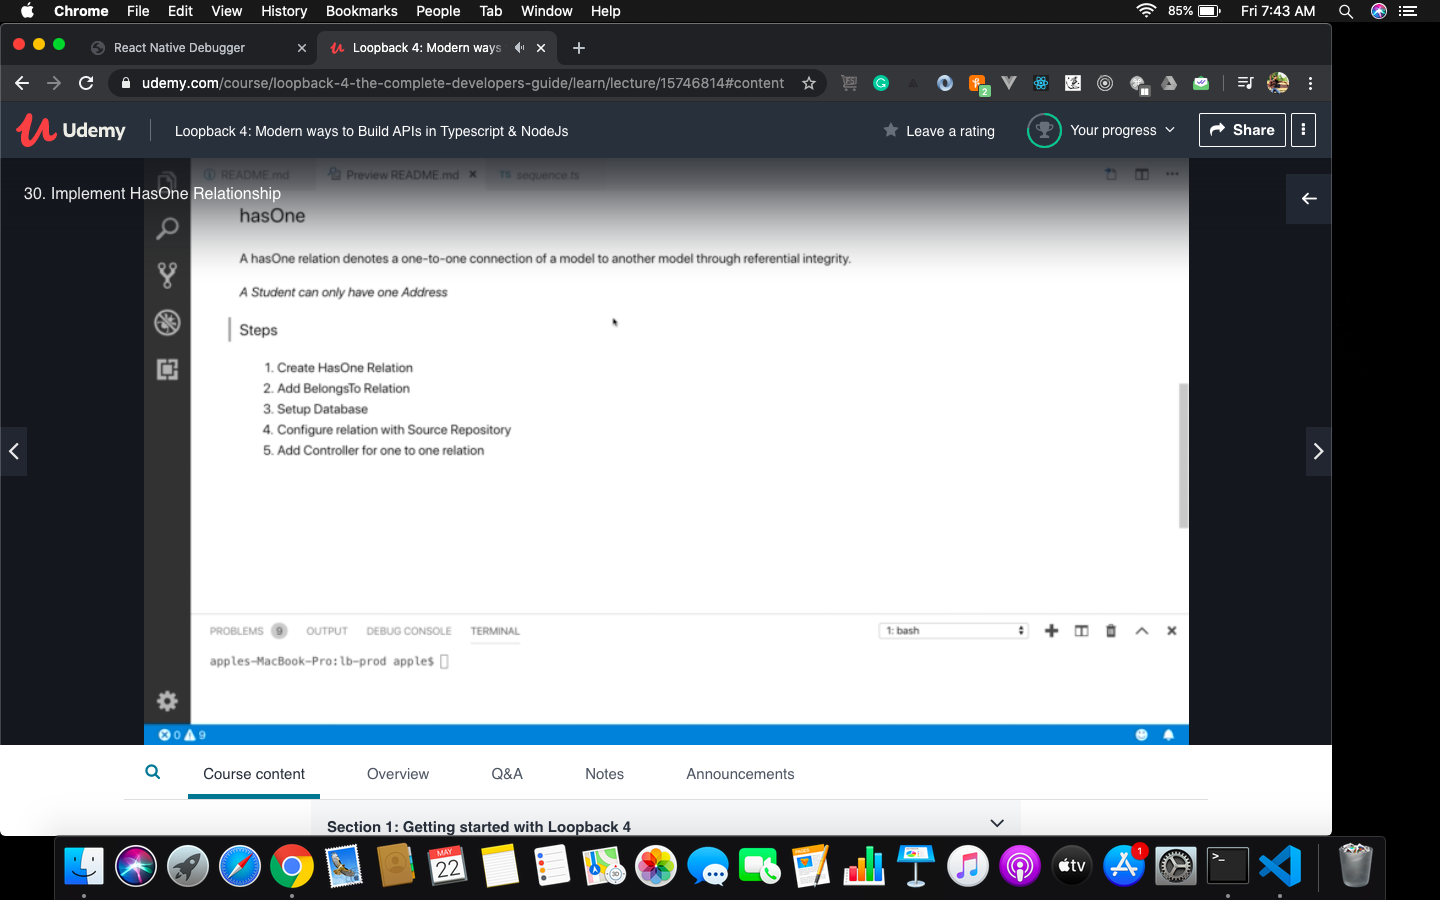 Chrome File Edit View History Bookmarks People Tab Window Help 85% Fri 7:43 AM
React Native Debugger Loopback 4: Modern ways
udemy.com/course/loopback-4-the-complete-developers-guide/learn/lecture/15746814#content 2
Udemy Loopback 4: Modern ways to Build APIs in Typescript & NodeJs Leave a rating Your progress Share
README.md Preview README.md TS sequence.ts
30. Implement HasOne Relationship
hasOne
A hasOne relation denotes a one-to-one connection of a model to another model through referential integrity.
A Student can only have one Address
Steps
1. Create HasOne Relation
2. Add BelongsTo Relation
3. Setup Database
4. Configure relation with Source Repository
5. Add Controller for one to one relation
PROBLEMS 9 OUTPUT DEBUG CONSOLE TERMINAL 1: bash
apples-MacBook-Pro:lb-prod apple$
0 9
Course content Overview Q&A Notes Announcements
Section 1: Getting started with Loopback 4
MAY
22
PAGES
tv
1
>_